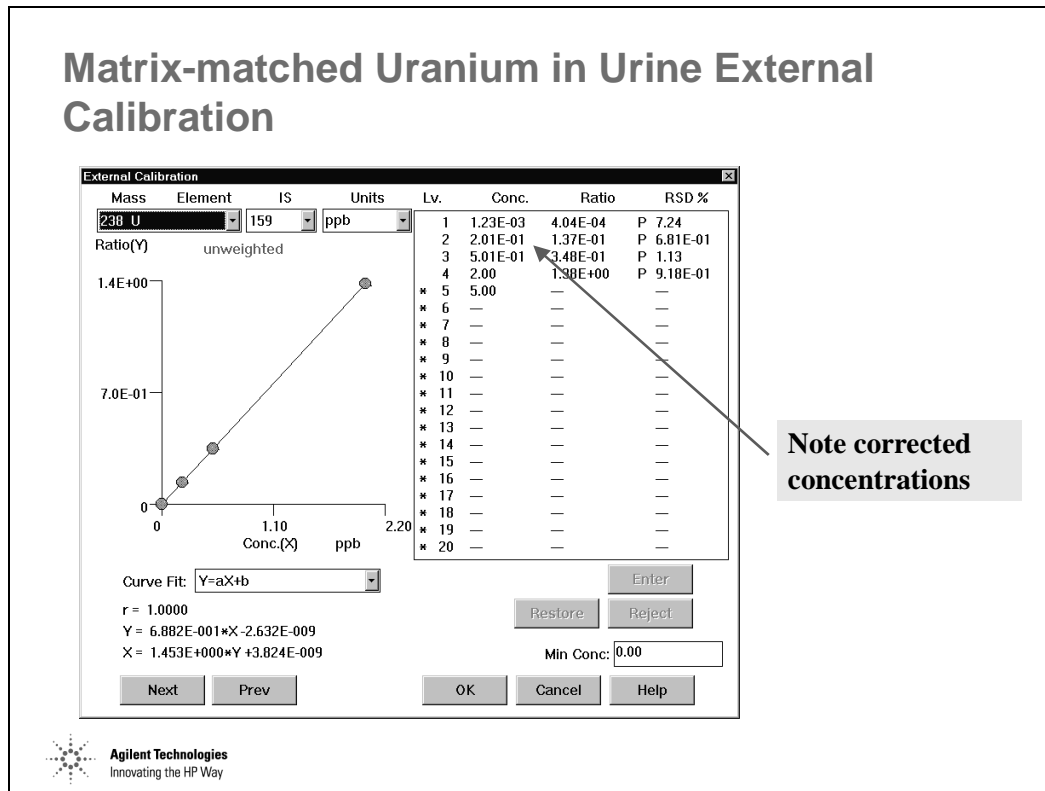 Matrix-matched Uranium in Urine External
Calibration
External Calibration
Mass Element IS Units Lv. Conc. Ratio RSD %
238 U 159 ppb
Ratio(Y) unweighted
1 1.23E-03 4.04E-04 P 7.24
2 2.01E-01 1.37E-01 P 6.81E-01
3 5.01E-01 3.48E-01 P 1.13
4 2.00 1.38E+00 P 9.18E-01
* 5 5.00 — —
* 6 — — —
* 7 — — —
* 8 — — —
* 9 — — —
* 10 — — —
* 11 — — —
* 12 — — —
* 13 — — —
* 14 — — —
* 15 — — —
* 16 — — —
* 17 — — —
* 18 — — —
* 19 — — —
* 20 — — —
1.4E+00
7.0E-01
0
0 1.10 2.20
Conc.(X) ppb
Note corrected
concentrations
Curve Fit: Y=aX+b
r = 1.0000
Y = 6.882E-001*X -2.632E-009
X = 1.453E+000*Y +3.824E-009
Enter
Restore Reject
Min Conc: 0.00
Next Prev OK Cancel Help
Agilent Technologies
Innovating the HP Way